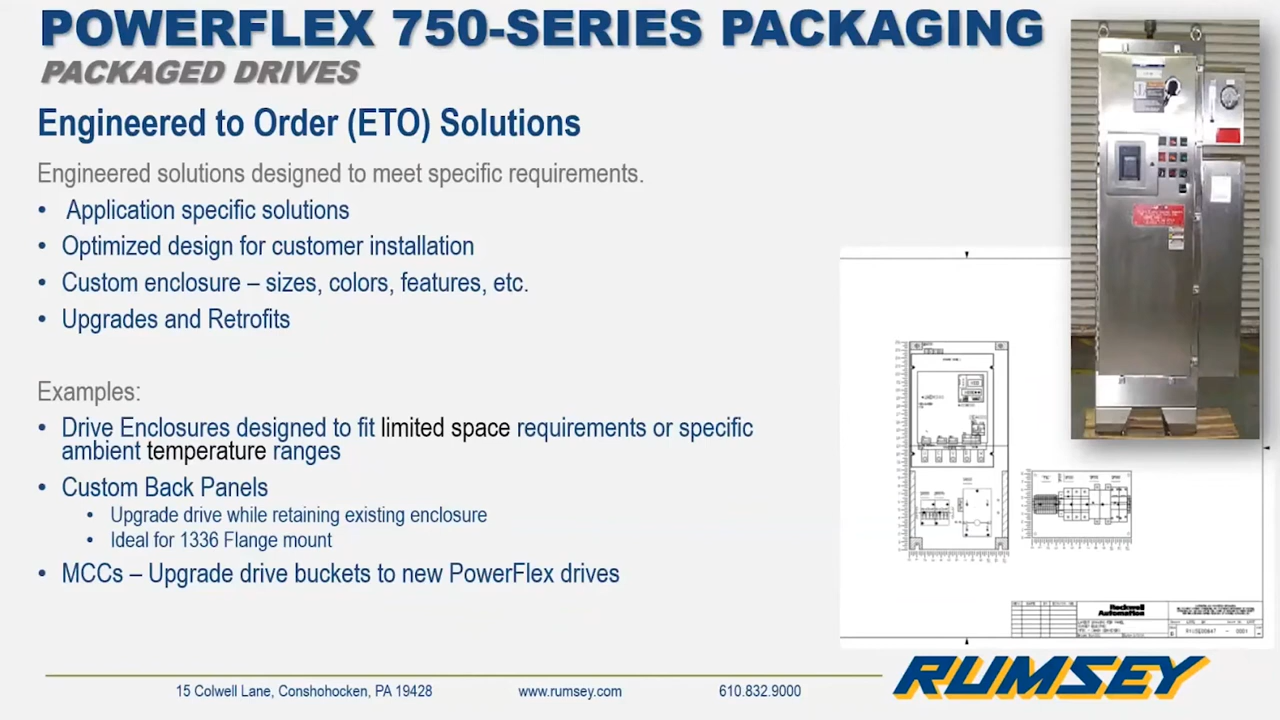 POWERFLEX 750-SERIES PACKAGING
PACKAGED DRIVES
Engineered to Order (ETO) Solutions
Engineered solutions designed to meet specific requirements.
• Application specific solutions
• Optimized design for customer installation
• Custom enclosure – sizes, colors, features, etc.
• Upgrades and Retrofits
Examples:
• Drive Enclosures designed to fit limited space requirements or specific
ambient temperature ranges
• Custom Back Panels
• Upgrade drive while retaining existing enclosure
• Ideal for 1336 Flange mount
• MCCs – Upgrade drive buckets to new PowerFlex drives
Rockwell
Automation
15 Colwell Lane, Conshohocken, PA 19428
www.rumsey.com
610.832.9000
RUMSEY